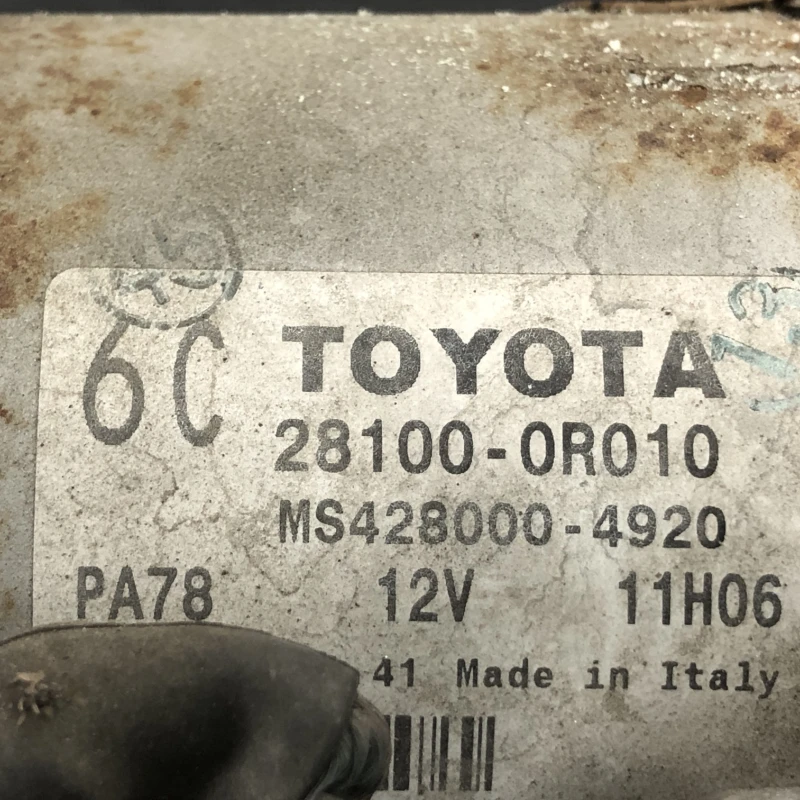 6C TOYOTA
28100-0R010
MS428000-4920
PA78 12V 11H06
41 Made in Italy